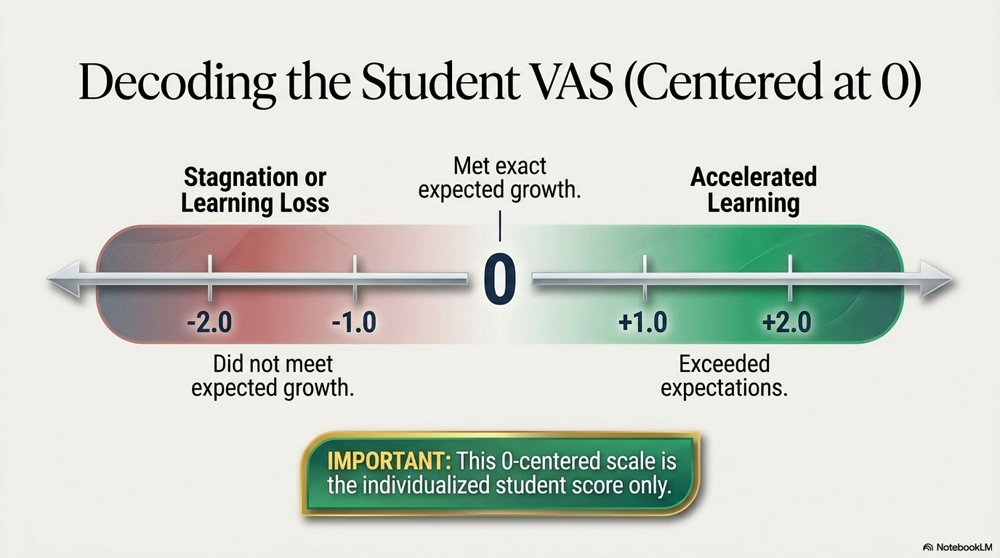 Decoding the Student VAS (Centered at 0)
Stagnation or
Learning Loss
Met exact
expected growth.
Accelerated
Learning
0
-2.0
-1.0
+1.0
+2.0
Did not meet
expected growth.
Exceeded
expectations.
IMPORTANT: This 0-centered scale is
the individualized student score only.
NotebookLM